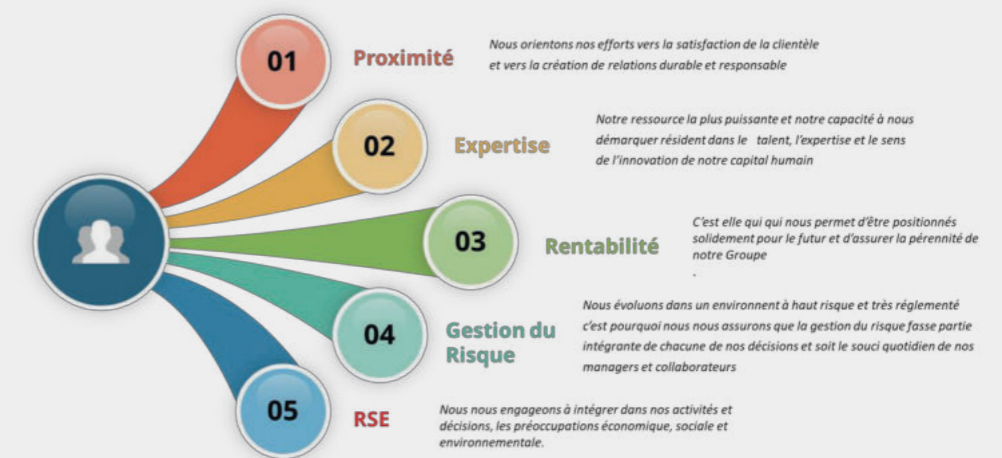 01
Proximité
Nous orientons nos efforts vers la satisfaction de la clientèle
et vers la création de relations durable et responsable
02
Expertise
Notre ressource la plus puissante et notre capacité à nous
démarquer résident dans le talent, l'expertise et le sens
de l'innovation de notre capital humain
03
Rentabilité
C'est elle qui qui nous permet d'être positionnés
solidement pour le futur et d'assurer la pérennité de
notre Groupe
.
04
Gestion du
Risque
Nous évoluons dans un environnent à haut risque et très réglementé
c'est pourquoi nous nous assurons que la gestion du risque fasse partie
intégrante de chacune de nos décisions et soit le souci quotidien de nos
managers et collaborateurs
05
RSE
Nous nous engageons à intégrer dans nos activités et
décisions, les préoccupations économique, sociale et
environnementale.